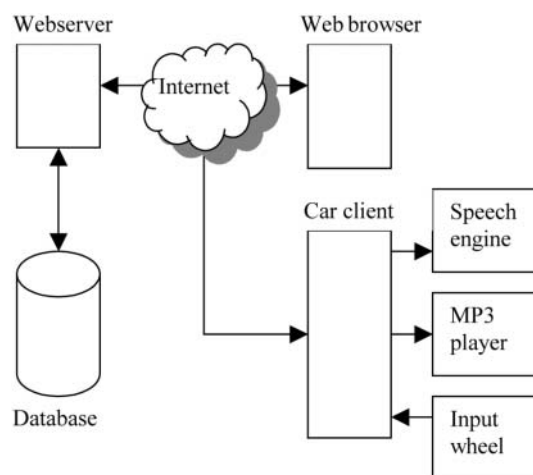 Webserver
Web browser
Internet
Car client
Speech
engine
MP3
player
Database
Input
wheel